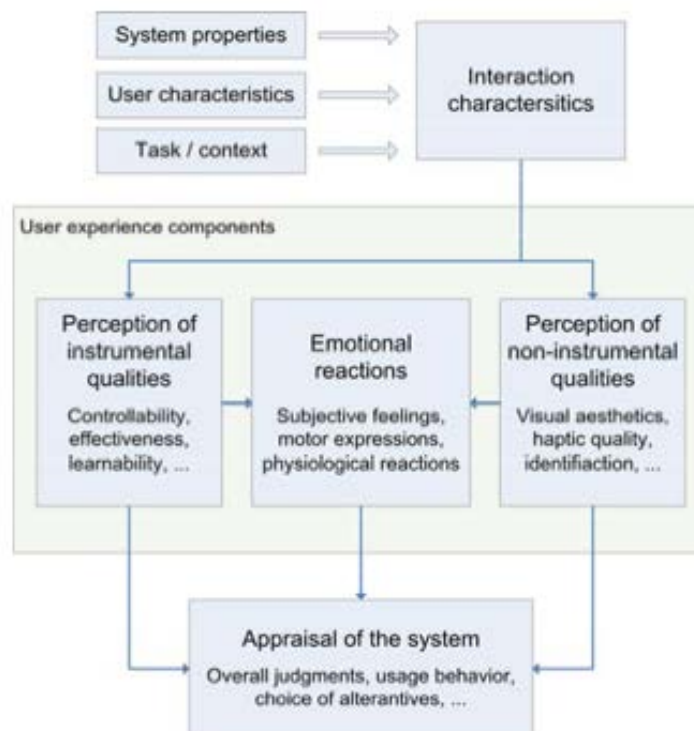 System properties
User characteristics
Task / context
Interaction
charactersitics
User experience components
Perception of
instrumental
qualities
Controllability,
effectiveness,
learnability, ...
Emotional
reactions
Subjective feelings,
motor expressions,
physiological reactions
Perception of
non-instrumental
qualities
Visual aesthetics,
haptic quality,
identifiaction, ...
Appraisal of the system
Overall judgments, usage behavior,
choice of alterantives, ...